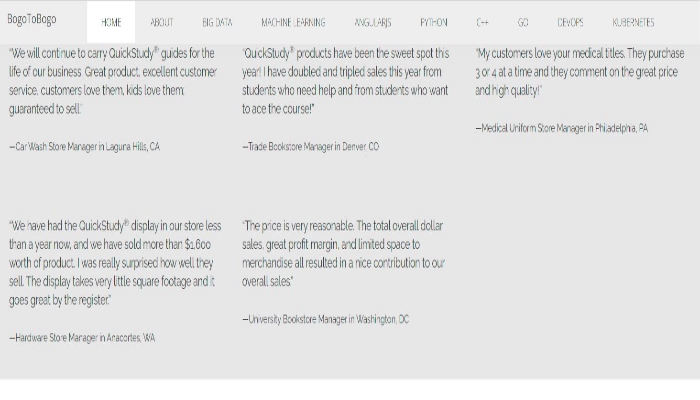 BogoToBogo
HOME
ABOUT
BIG DATA
MACHINE LEARNING
ANGULARJS
PYTHON
C++
GO
DEVOPS
KUBERNETES
"We will continue to carry QuickStudy® guides for the
life of our business. Great product, excellent customer
service, customers love them, kids love them;
guaranteed to sell."
—Car Wash Store Manager in Laguna Hills, CA
"QuickStudy® products have been the sweet spot this
year! I have doubled and tripled sales this year from
students who need help and from students who want
to ace the course!"
—Trade Bookstore Manager in Denver, CO
"My customers love your medical titles. They purchase
3 or 4 at a time and they comment on the great price
and high quality!"
—Medical Uniform Store Manager in Philadelphia, PA
"We have had the QuickStudy® display in our store less
than a year now, and we have sold more than $1,600
worth of product. I was really surprised how well they
sell. The display takes very little square footage and it
goes great by the register."
—Hardware Store Manager in Anacortes, WA
"The price is very reasonable. The total overall dollar
sales, great profit margin, and limited space to
merchandise all resulted in a nice contribution to our
overall sales."
—University Bookstore Manager in Washington, DC